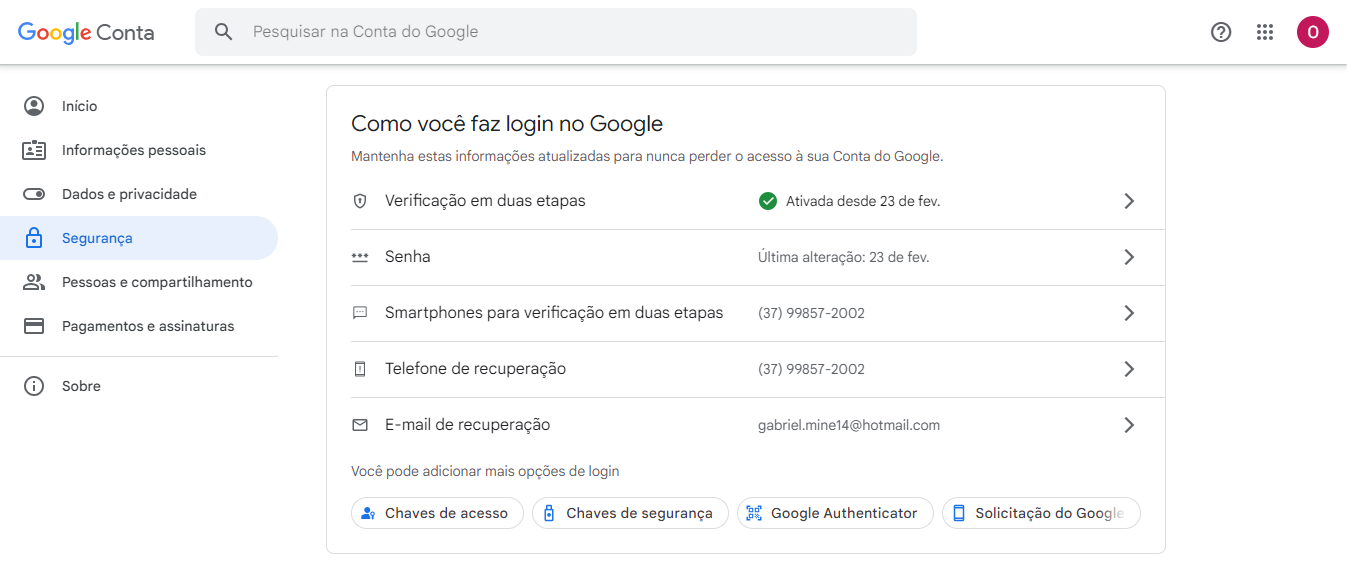 Google Conta
Pesquisar na Conta do Google
O
Início
Informações pessoais
Dados e privacidade
Segurança
Pessoas e compartilhamento
Pagamentos e assinaturas
Sobre
Como você faz login no Google
Mantenha estas informações atualizadas para nunca perder o acesso à sua Conta do Google.
Verificação em duas etapas Ativada desde 23 de fev.
Senha Última alteração: 23 de fev.
Smartphones para verificação em duas etapas (37) 99857-2002
Telefone de recuperação (37) 99857-2002
E-mail de recuperação gabriel.mine14@hotmail.com
Você pode adicionar mais opções de login
Chaves de acesso Chaves de segurança Google Authenticator Solicitação do Google